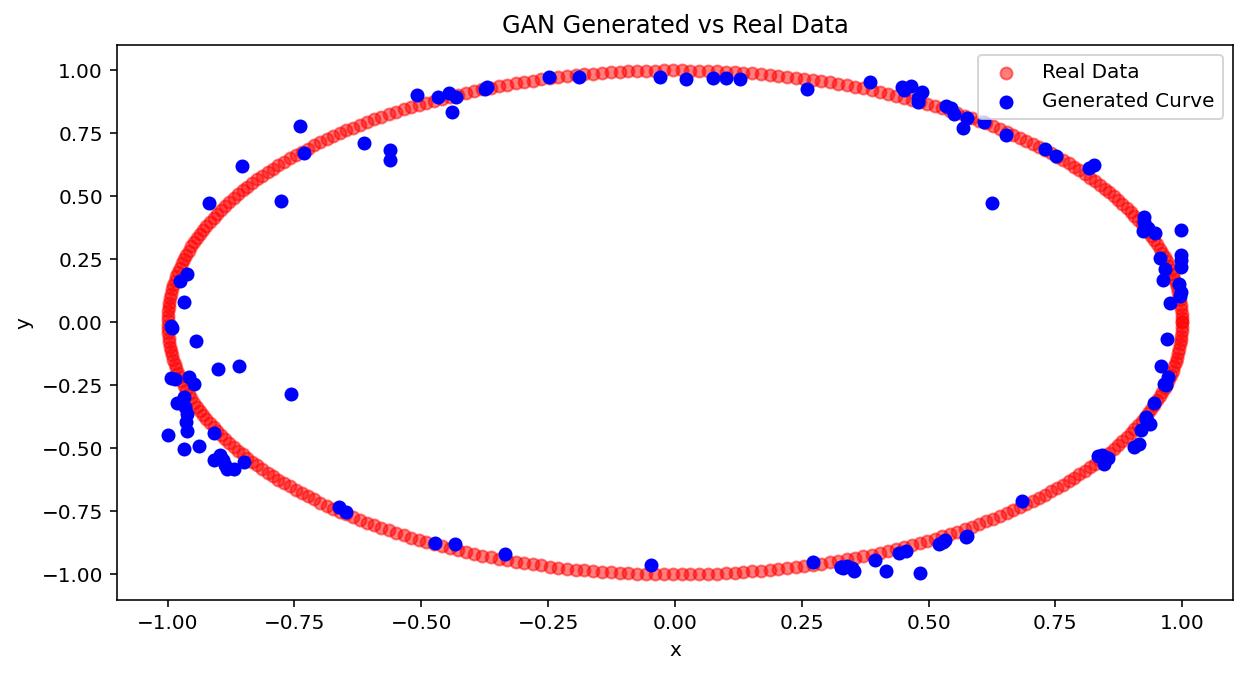 GAN Generated vs Real Data
Real Data
Generated Curve
1.00
0.75
0.50
0.25
0.00
−0.25
−0.50
−0.75
−1.00
y
−1.00 −0.75 −0.50 −0.25 0.00 0.25 0.50 0.75 1.00
x